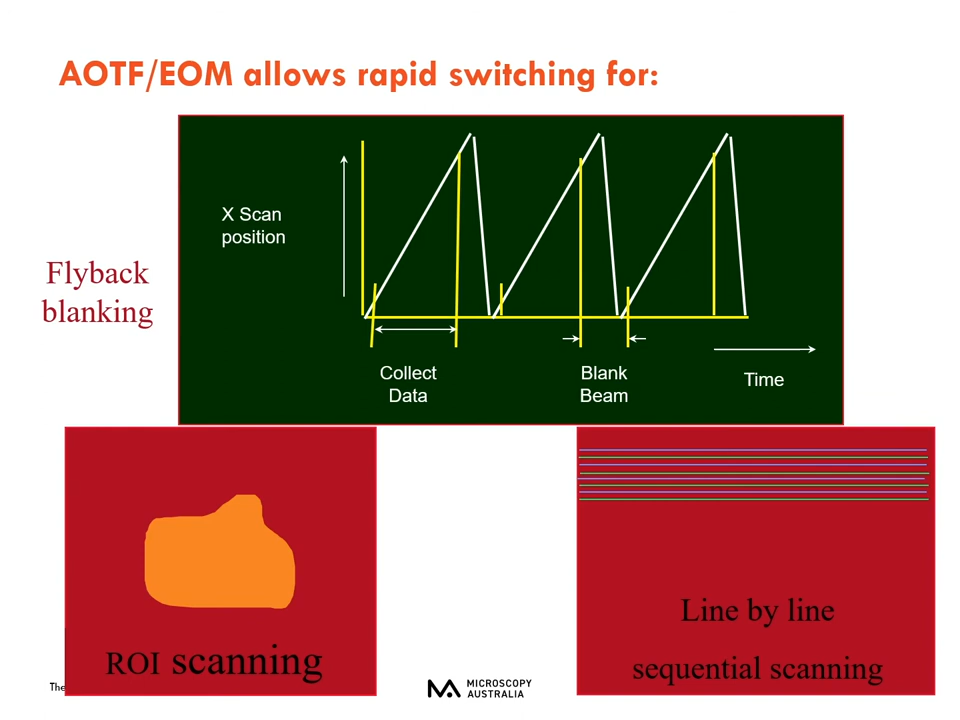 AOTF/EOM allows rapid switching for:
X Scan
position
Flyback
blanking
Collect
Data
Blank
Beam
Time
Line by line
sequential scanning
ROI scanning
The
MICROSCOPY
AUSTRALIA